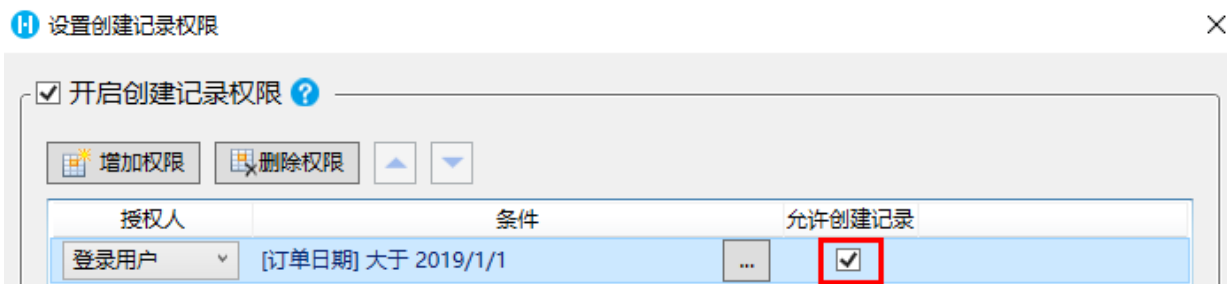 设置创建记录权限
开启创建记录权限 ?
增加权限 删除权限
授权人 条件 允许创建记录
登录用户 [订单日期] 大于 2019/1/1 ...